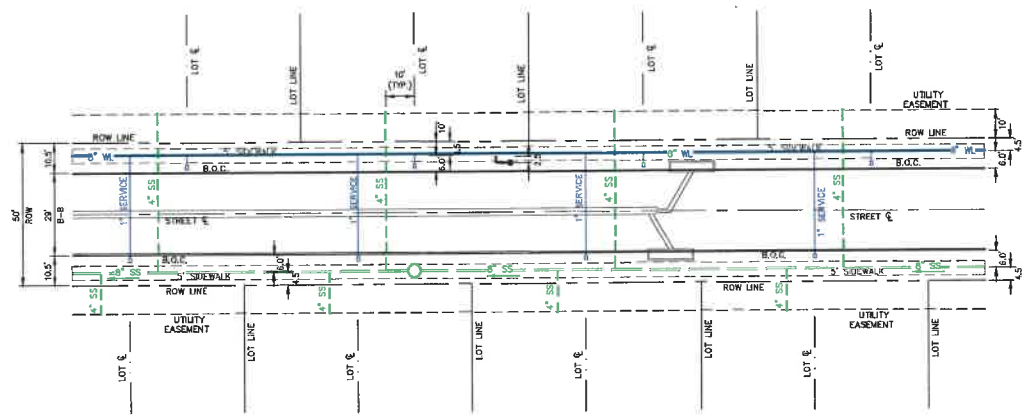 LOT ℄
LOT LINE
LOT ℄
LOT LINE
LOT ℄
LOT LINE
LOT ℄
(TYP.)
UTILITY
EASEMENT
4" SS
4" SS
4" SS
4" SS
10'
10'
ROW LINE
ROW LINE
4.5'
4.5'
10.5'
8" WL
5' SIDEWALK
6.0'
2.5'
8" WL
5' SIDEWALK
8" WL
6.0'
B.O.C.
B.O.C.
50'
ROW
29'
B-B
1" SERVICE
1" SERVICE
1" SERVICE
1" SERVICE
STREET ℄
STREET ℄
10.5'
B.O.C.
B.O.C.
6.0'
6.0'
8" SS
5' SIDEWALK
8" SS
5' SIDEWALK
8" SS
4.5'
4.5'
ROW LINE
ROW LINE
4" SS
4" SS
4" SS
4" SS
UTILITY
EASEMENT
UTILITY
EASEMENT
LOT ℄
LOT LINE
LOT ℄
LOT LINE
LOT ℄
LOT LINE
LOT ℄
LOT LINE